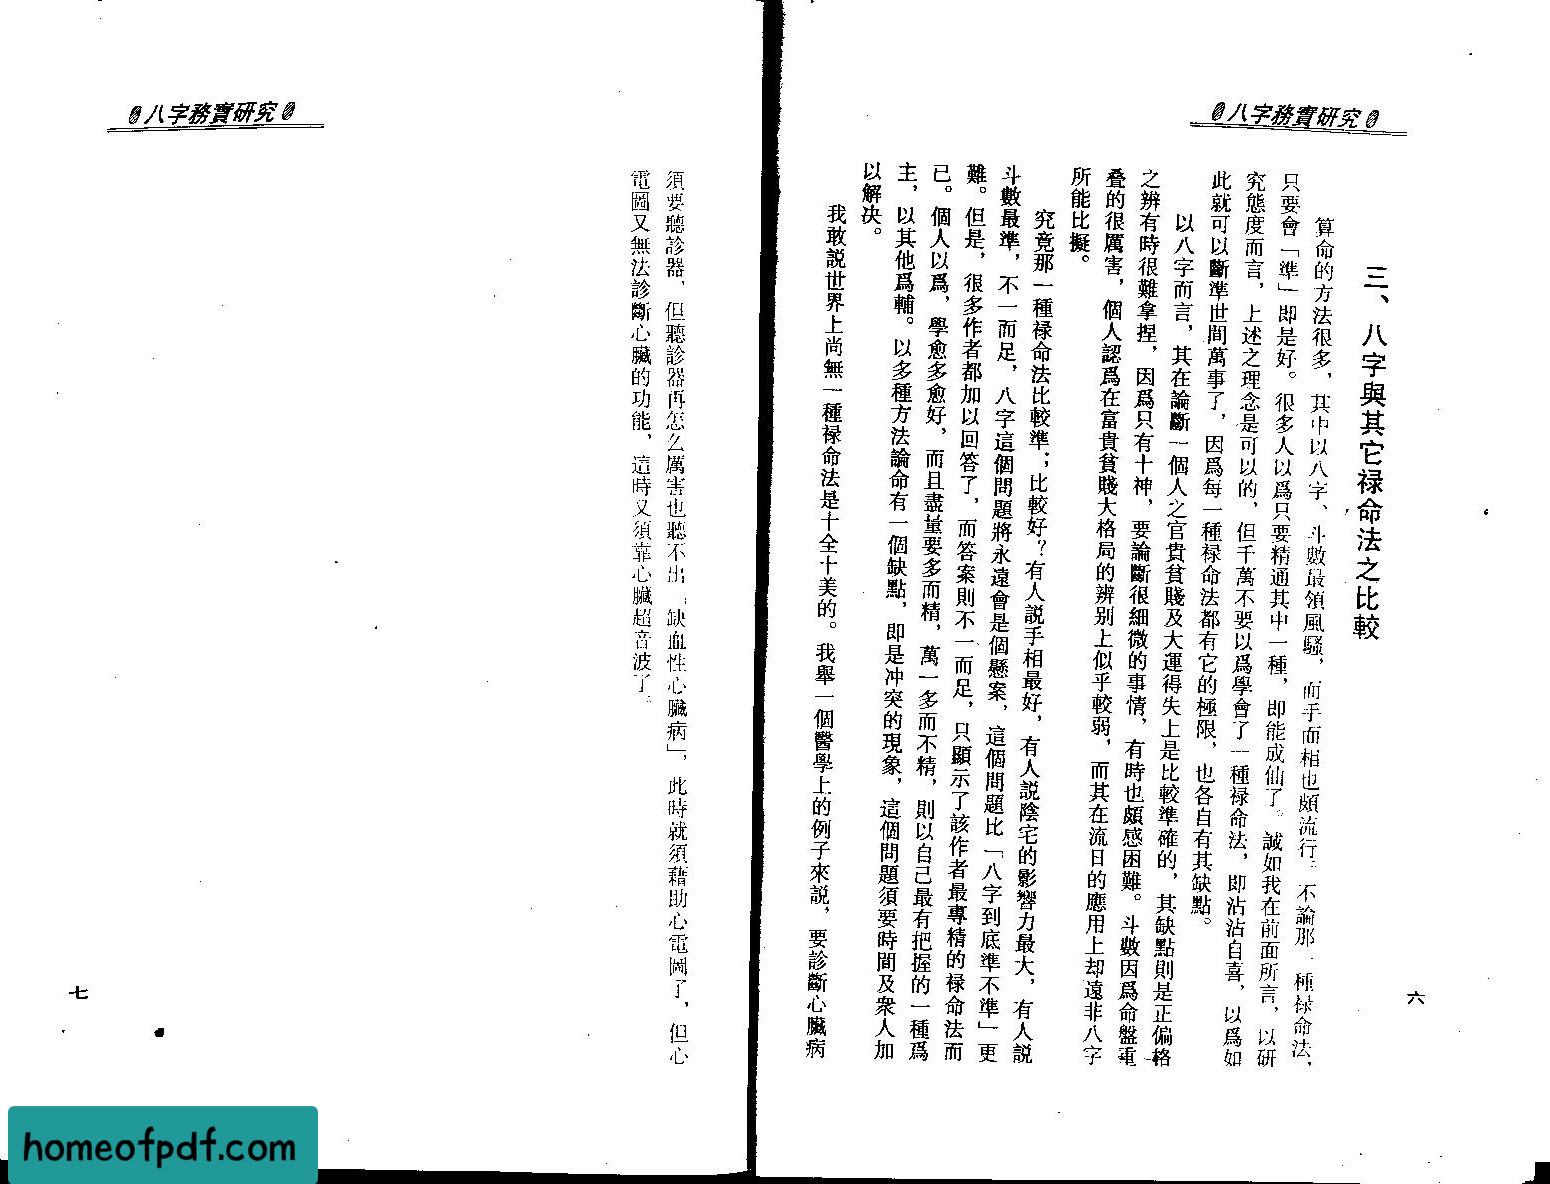 八字務實研究
三、八字與其它禄命法之比較
算命的方法很多，其中以八字、斗數最領風騷，而手面相也頗流行。不論那一種禄命法，
只要會「準」即是好。很多人以爲只要精通其中一種，即能成仙了。誠如我在前面所言，以研
究態度而言，上述之理念是可以的，但千萬不要以爲學會了一種禄命法，即沾沾自喜，以爲如
此就可以斷準世間萬事了，因爲每一種禄命法都有它的極限，也各自有其缺點。
以八字而言，其在論斷一個人之官貴貧賤及大運得失上是比較準確的，其缺點則是正偏格
之辨有時很難拿捏，因爲只有十神，要論斷很細微的事情，有時也頗感困難。斗數因爲命盤重
叠的很厲害，個人認爲在富貴貧賤大格局的辨别上似乎較弱，而其在流日的應用上却遠非八字
所能比擬。
究竟那一種禄命法比較準；比較好？有人説手相最好，有人説陰宅的影響力最大，有人説
斗數最準，不一而足，八字這個問題將永遠會是個懸案，這個問題比「八字到底準不準」更
難。但是，很多作者都加以回答了，而答案則不一而足，只顯示了該作者最專精的禄命法而
已。個人以爲，學愈多愈好，而且盡量要多而精，萬一多而不精，則以自己最有把握的一種爲
主，以其他爲輔。以多種方法論命有一個缺點，即是冲突的現象，這個問題須要時間及衆人加
以解决。
我敢説世界上尚無一種禄命法是十全十美的。我舉一個醫學上的例子來説，要診斷心臟病
六
八字務實研究
須要聽診器，但聽診器再怎么厲害也聽不出「缺血性心臟病」，此時就須藉助心電圖了，但心
電圖又無法診斷心臟的功能，這時又須靠心臟超音波了。
七
homeofpdf.com